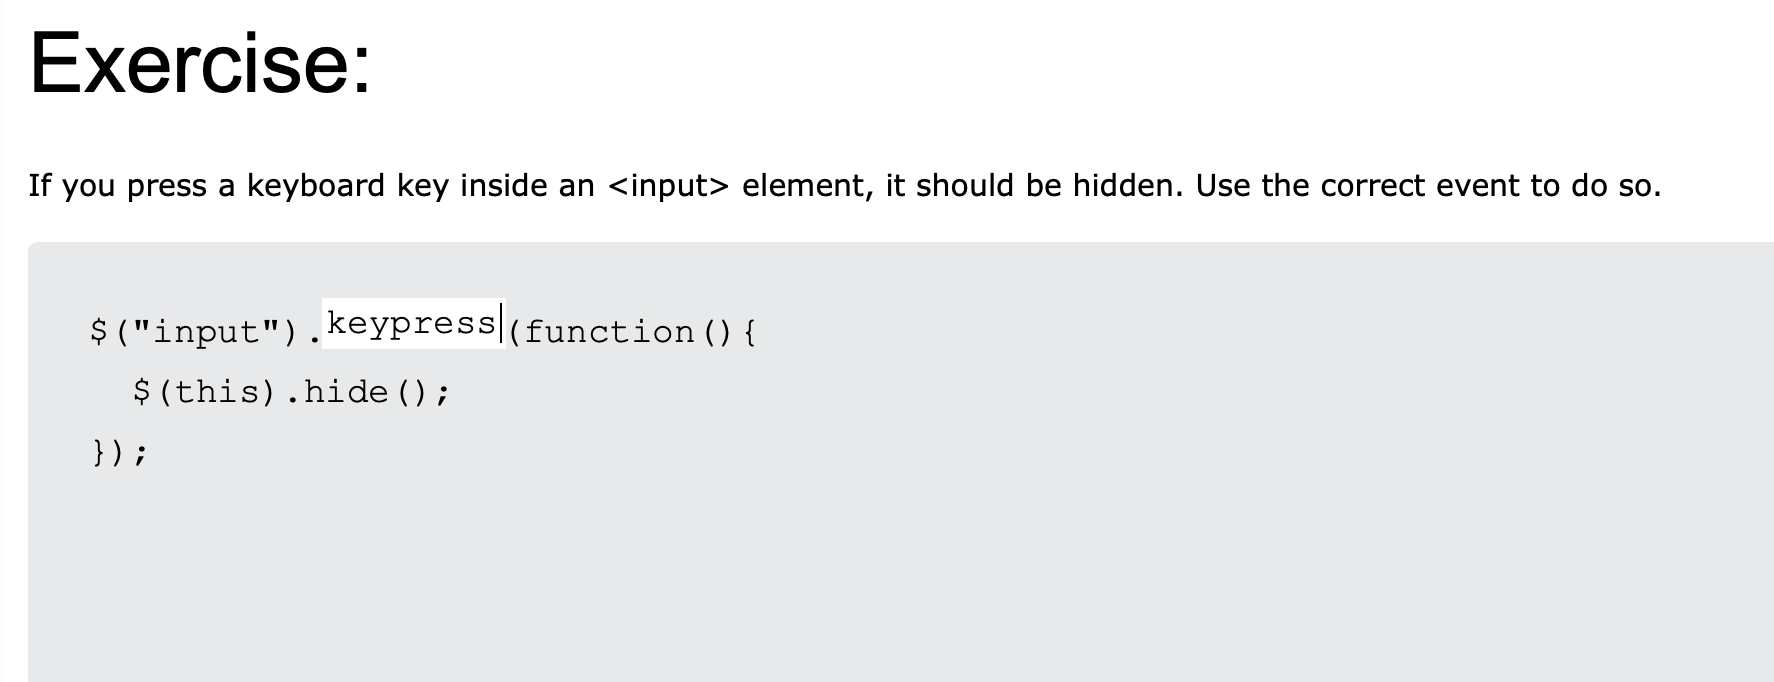 Exercise:
If you press a keyboard key inside an <input> element, it should be hidden. Use the correct event to do so.
$("input").keypress(function(){
  $(this).hide();
});